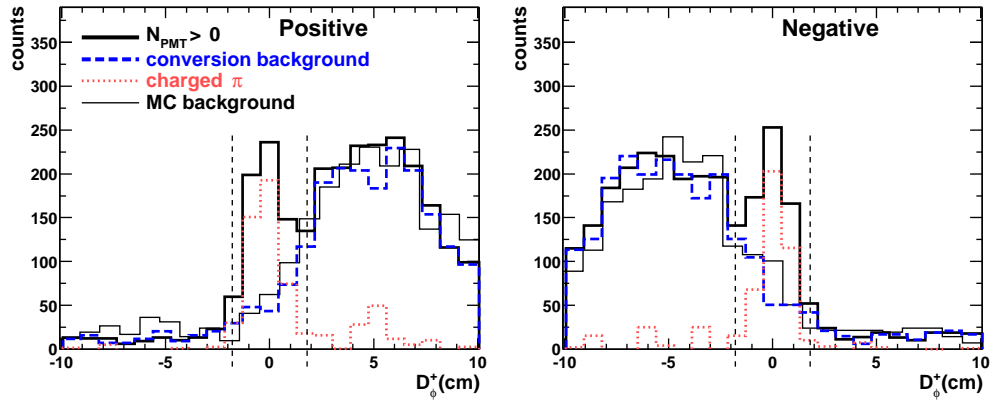 counts
350
300
250
200
150
100
50
0
Positive
N_PMT > 0
conversion background
charged π
MC background
-10 -5 0 5 10
D_ϕ^+(cm)
counts
350
300
250
200
150
100
50
0
Negative
-10 -5 0 5 10
D_ϕ^+(cm)